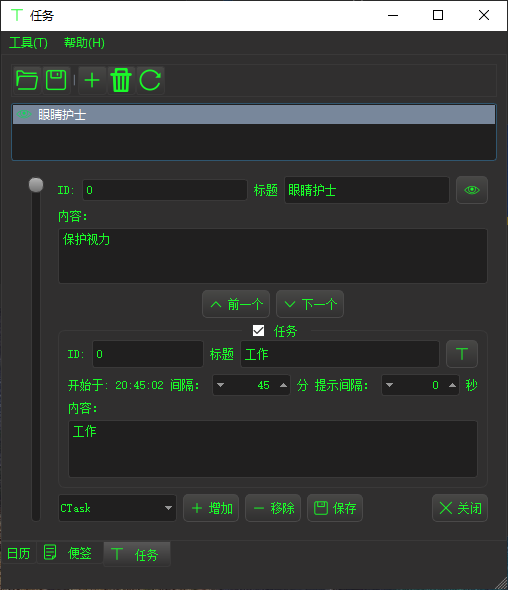 任务
工具(T) 帮助(H)
眼睛护士
ID: 0 标题 眼睛护士
内容:
保护视力
前一个 下一个
任务
ID: 0 标题 工作
开始于: 20:45:02 间隔: 45 分 提示间隔: 0 秒
内容:
工作
CTask 增加 移除 保存 关闭
日历 便签 任务